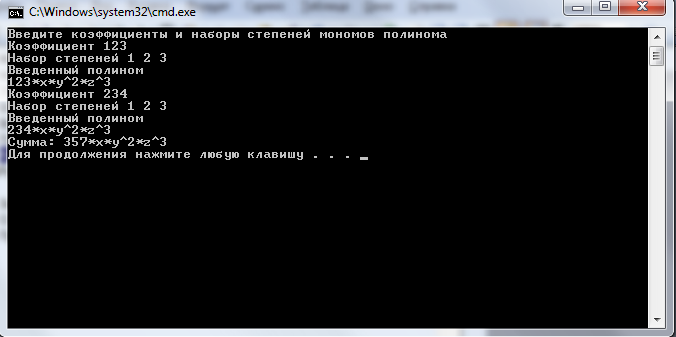 C:\Windows\system32\cmd.exe
Введите коэффициенты и наборы степеней мономов полинома
Коэффициент 123
Набор степеней 1 2 3
Введенный полином
123*x*y^2*z^3
Коэффициент 234
Набор степеней 1 2 3
Введенный полином
234*x*y^2*z^3
Сумма: 357*x*y^2*z^3
Для продолжения нажмите любую клавишу . . .